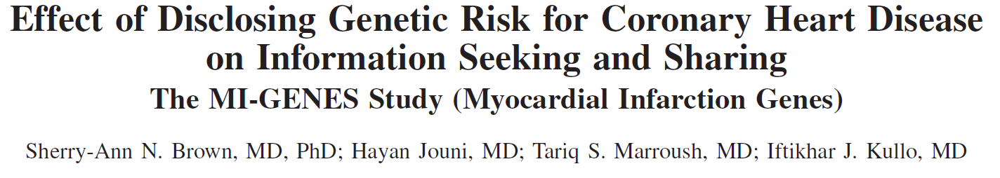 Effect of Disclosing Genetic Risk for Coronary Heart Disease
on Information Seeking and Sharing
The MI-GENES Study (Myocardial Infarction Genes)
Sherry-Ann N. Brown, MD, PhD; Hayan Jouni, MD; Tariq S. Marroush, MD; Iftikhar J. Kullo, MD